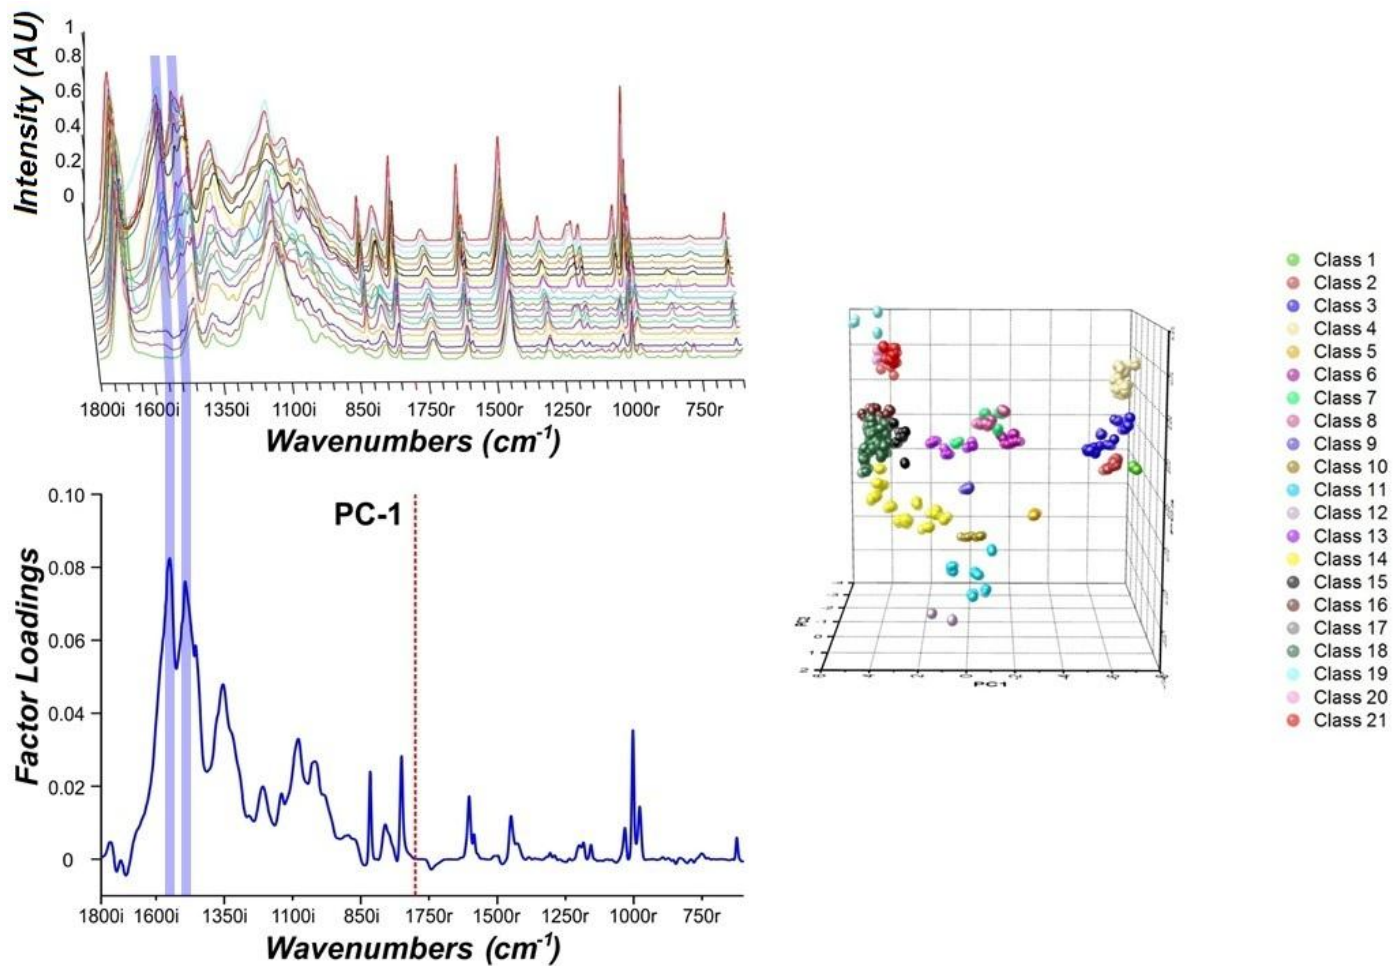 Intensity (AU)
1
0.8
0.6
0.4
0.2
0
1800i 1600i 1350i 1100i 850i 1750r 1500r 1250r 1000r 750r
Wavenumbers (cm-1)
Factor Loadings
0.10
0.08
0.06
0.04
0.02
0
PC-1
1800i 1600i 1350i 1100i 850i 1750r 1500r 1250r 1000r 750r
Wavenumbers (cm-1)
PC1
Class 1
Class 2
Class 3
Class 4
Class 5
Class 6
Class 7
Class 8
Class 9
Class 10
Class 11
Class 12
Class 13
Class 14
Class 15
Class 16
Class 17
Class 18
Class 19
Class 20
Class 21